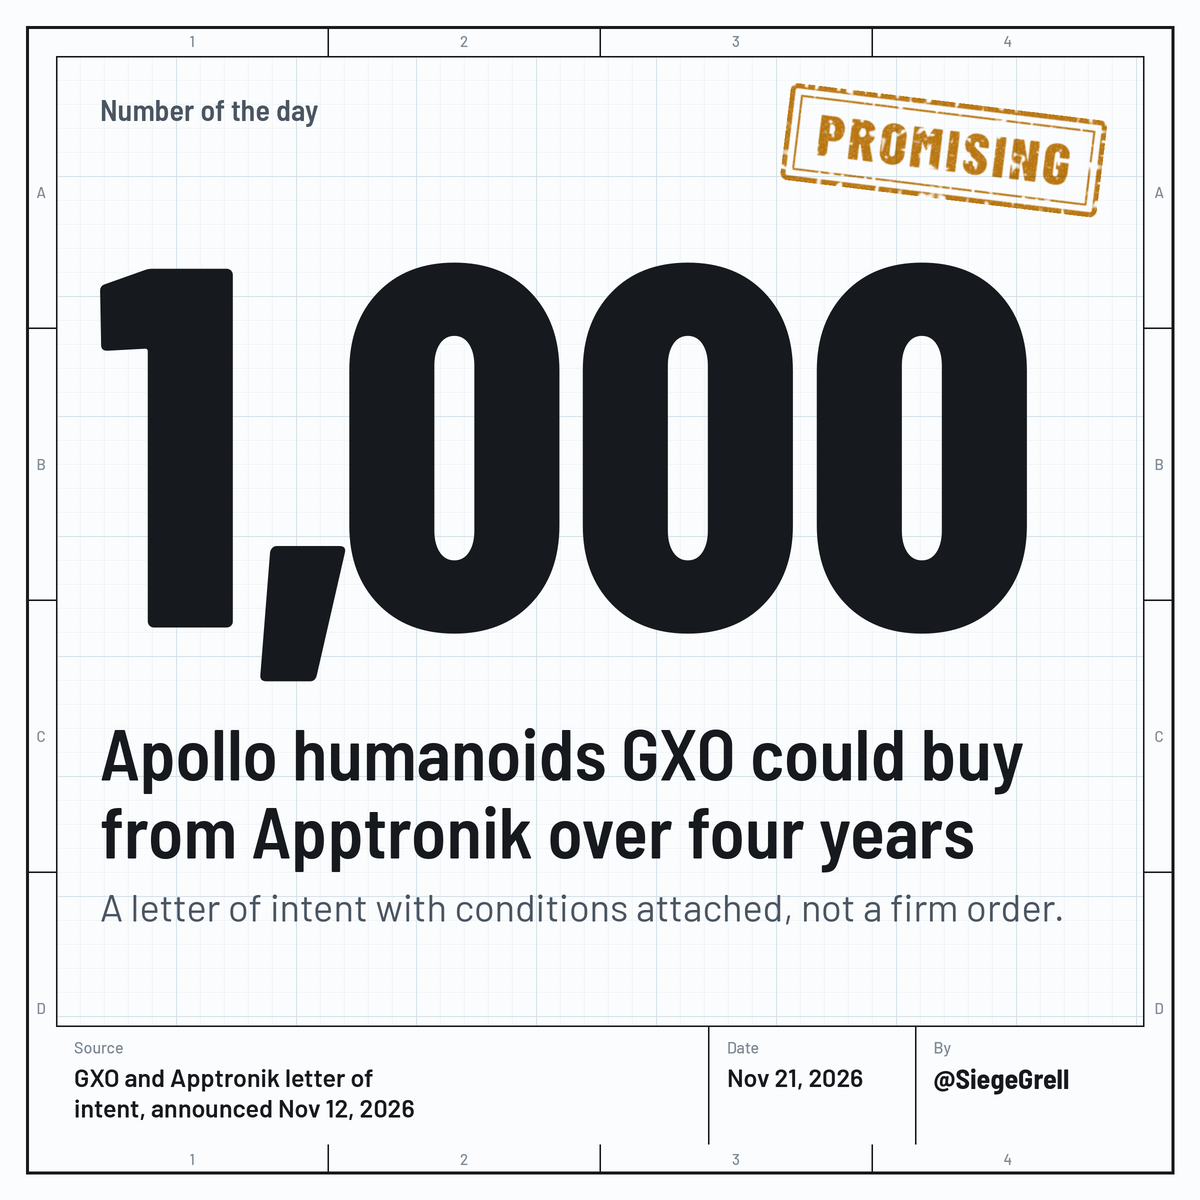 1 2 3 4
Number of the day
PROMISING
A A
1,000
B B
Apollo humanoids GXO could buy
C C
from Apptronik over four years
A letter of intent with conditions attached, not a firm order.
D D
Source
GXO and Apptronik letter of
intent, announced Nov 12, 2026
Date
Nov 21, 2026
By
@SiegeGrell
1 2 3 4